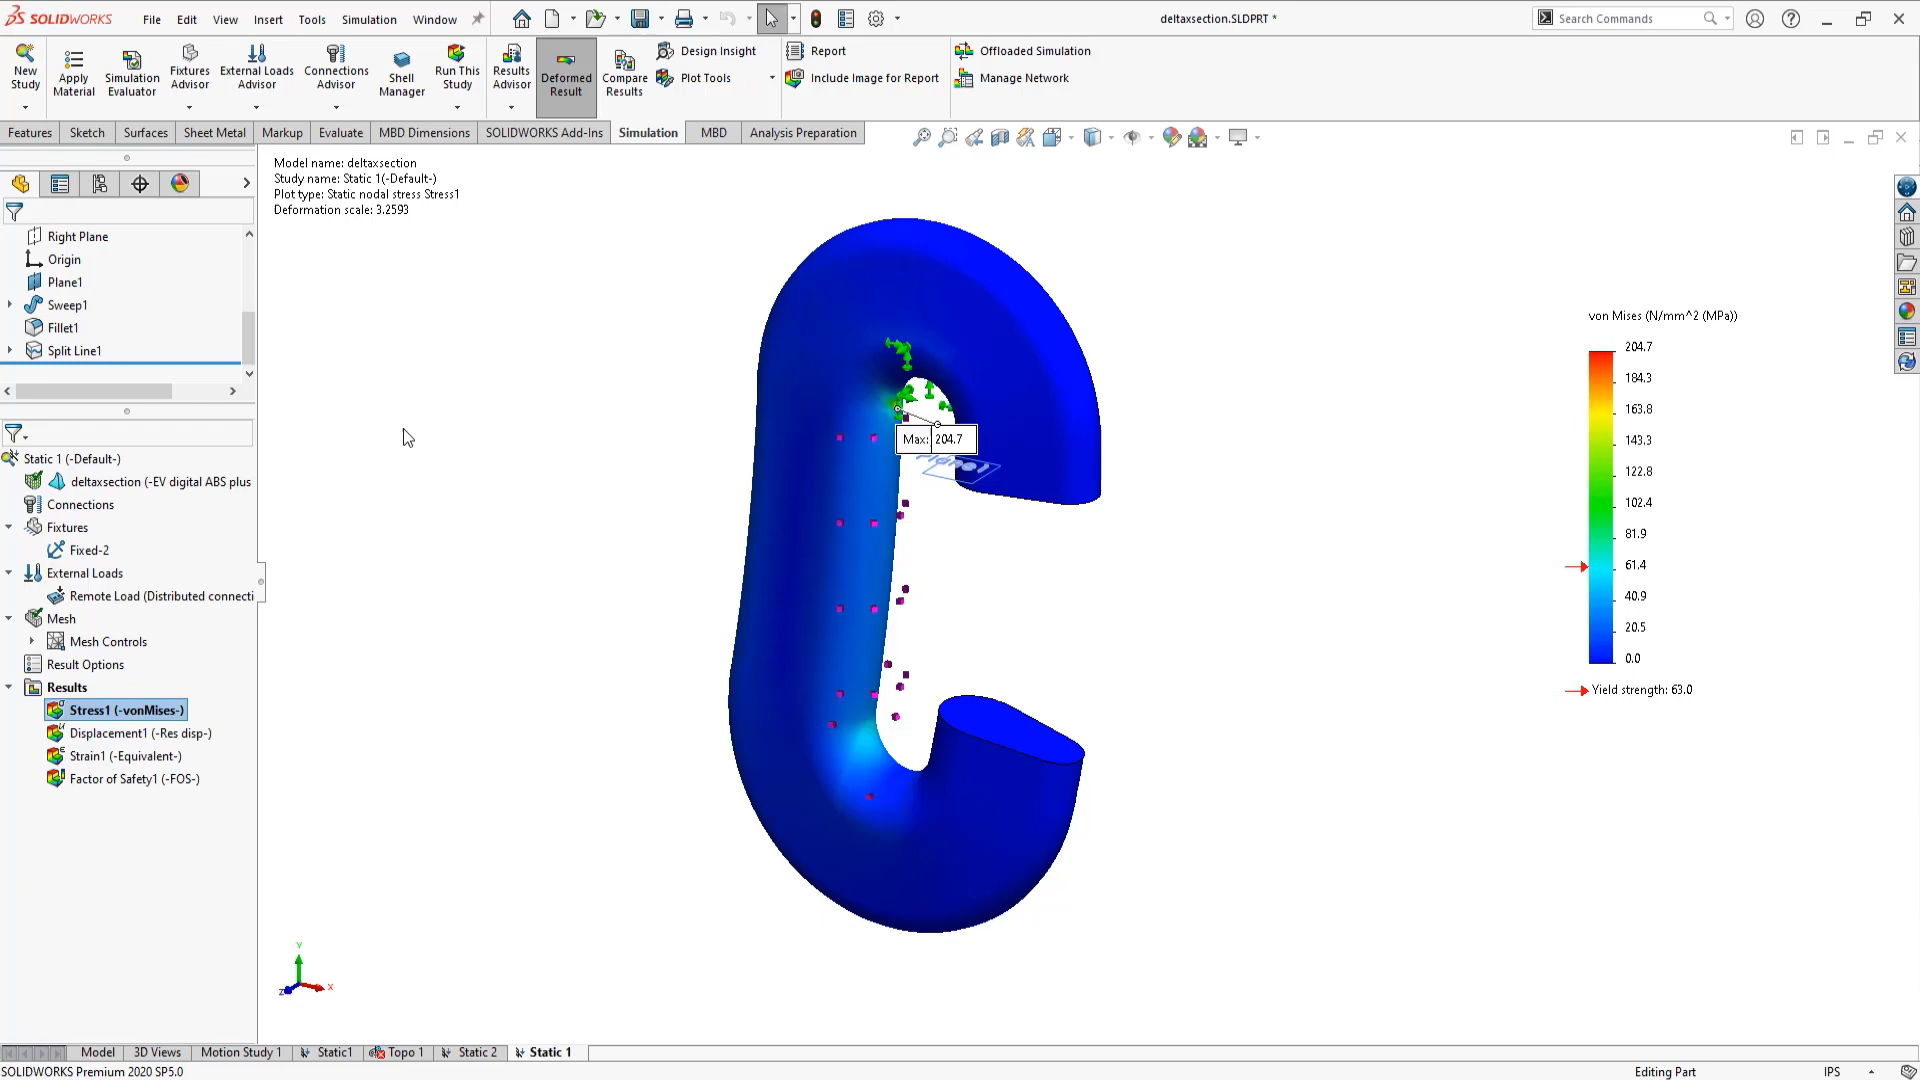 SOLIDWORKS File Edit View Insert Tools Simulation Window
deltaxsection.SLDPRT *
Search Commands
New Study
Apply Material
Simulation Evaluator
Fixtures Advisor
External Loads Advisor
Connections Advisor
Shell Manager
Run This Study
Results Advisor
Deformed Result
Compare Results
Design Insight
Plot Tools
Report
Include Image for Report
Offloaded Simulation
Manage Network
Features Sketch Surfaces Sheet Metal Markup Evaluate MBD Dimensions SOLIDWORKS Add-Ins Simulation MBD Analysis Preparation
Model name: deltaxsection
Study name: Static 1(-Default-)
Plot type: Static nodal stress Stress1
Deformation scale: 3.2593
Right Plane
Origin
Plane1
Sweep1
Fillet1
Split Line1
Static 1 (-Default-)
deltaxsection (-EV digital ABS plus
Connections
Fixtures
Fixed-2
External Loads
Remote Load (Distributed connecti
Mesh
Mesh Controls
Result Options
Results
Stress1 (-vonMises-)
Displacement1 (-Res disp-)
Strain1 (-Equivalent-)
Factor of Safety1 (-FOS-)
Max: 204.7
Plane1
von Mises (N/mm^2 (MPa))
204.7
184.3
163.8
143.3
122.8
102.4
81.9
61.4
40.9
20.5
0.0
Yield strength: 63.0
Y
X
Z
Model 3D Views Motion Study 1 Static1 Topo 1 Static 2 Static 1
SOLIDWORKS Premium 2020 SP5.0
Editing Part
IPS